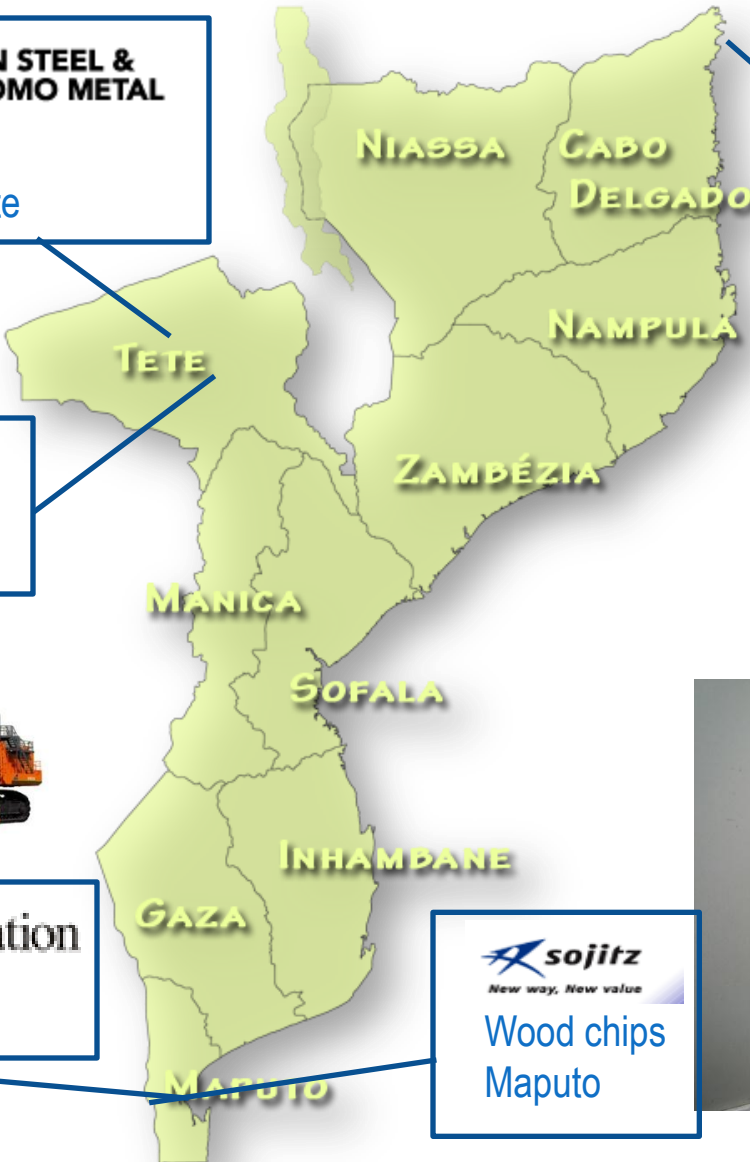 N STEEL &
OMO METAL
te
NIASSA
CABO
DELGADO
NAMPULA
TETE
ZAMBÉZIA
MANICA
SOFALA
INHAMBANE
GAZA
ation
sojitz
New way, New value
Wood chips
Maputo
MAPUTO